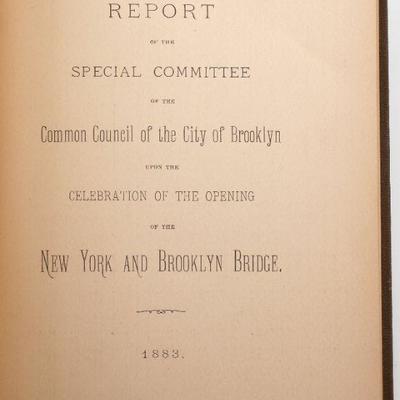 REPORT
OF THE
SPECIAL COMMITTEE
OF THE
Common Council of the City of Brooklyn
UPON THE
CELEBRATION OF THE OPENING
OF THE
NEW YORK AND BROOKLYN BRIDGE.
1883.